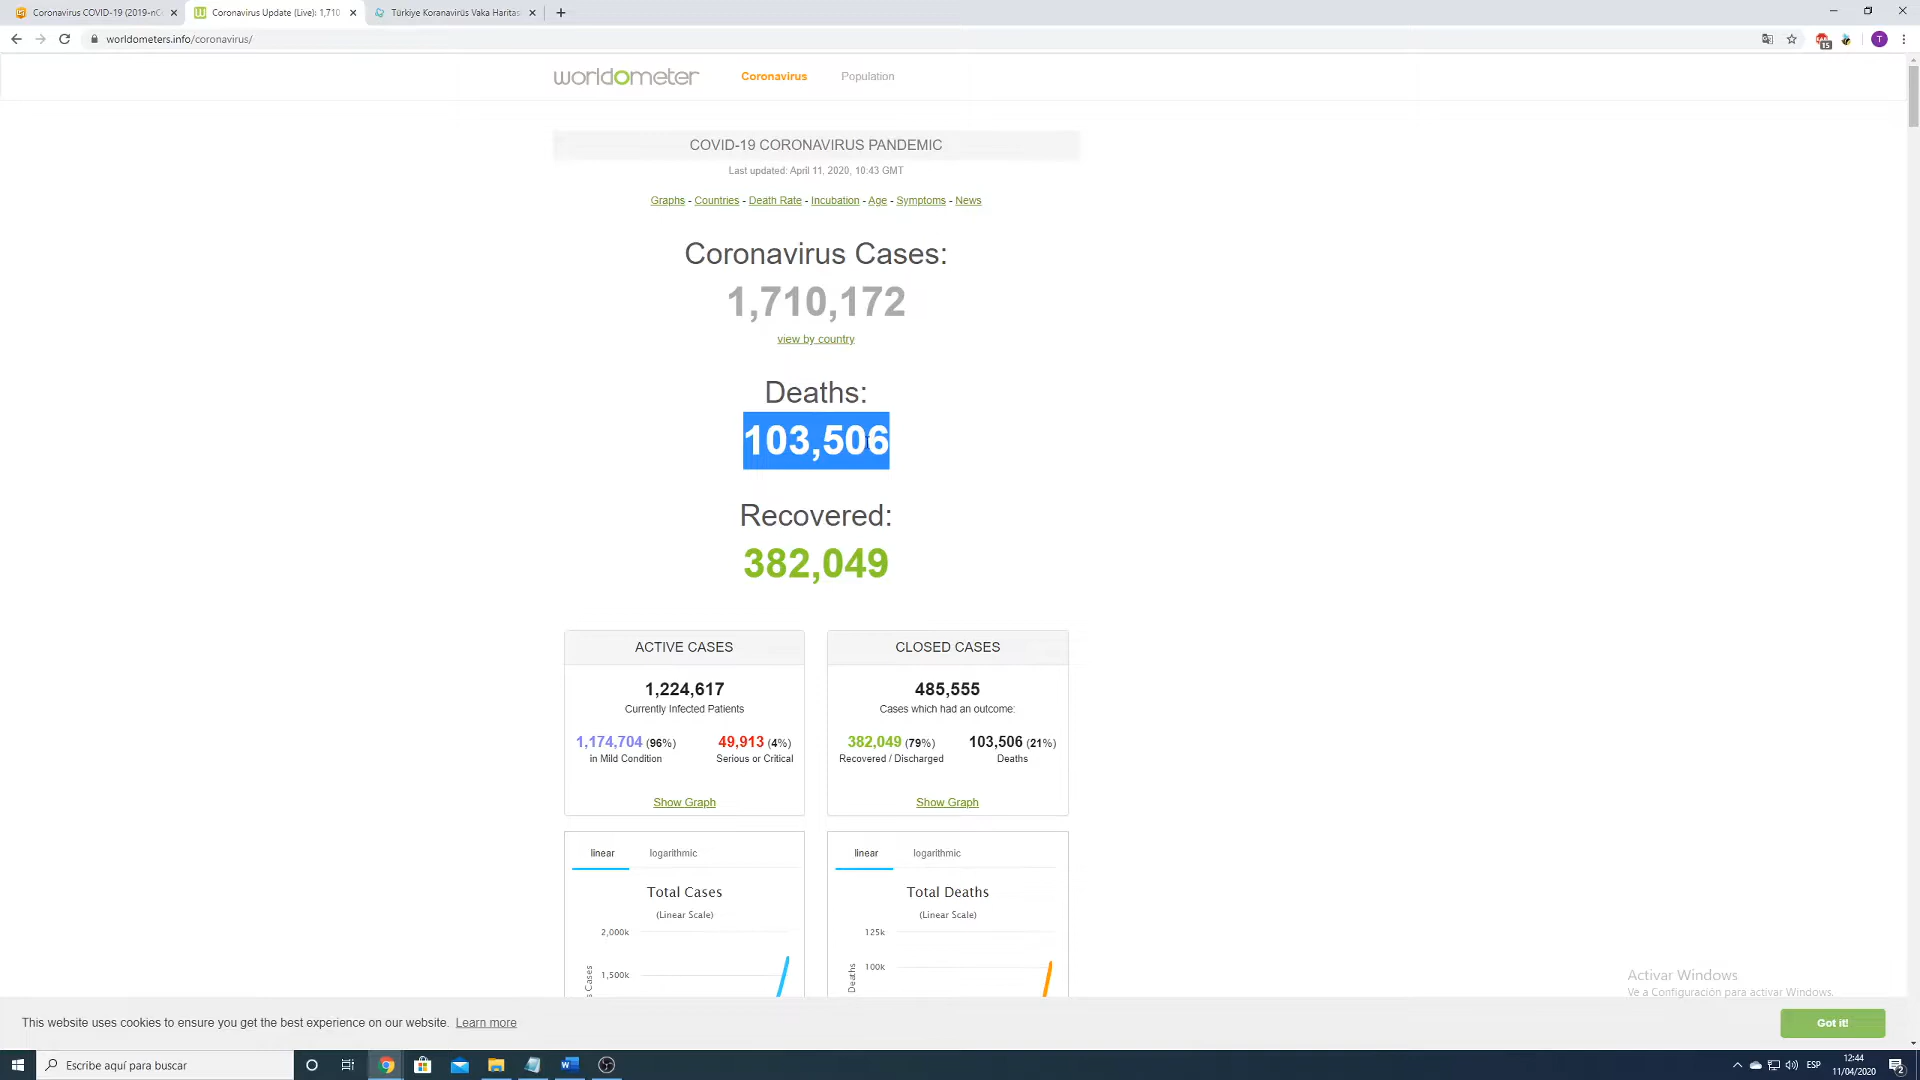 Coronavirus COVID-19 (2019-nC
Coronavirus Update (Live): 1,710
Türkiye Koranavirüs Vaka Haritas
worldometers.info/coronavirus/
15
T
worldometer
Coronavirus
Population
COVID-19 CORONAVIRUS PANDEMIC
Last updated: April 11, 2020, 10:43 GMT
Graphs - Countries - Death Rate - Incubation - Age - Symptoms - News
Coronavirus Cases:
1,710,172
view by country
Deaths:
103,506
Recovered:
382,049
ACTIVE CASES
1,224,617
Currently Infected Patients
1,174,704 (96%)
in Mild Condition
49,913 (4%)
Serious or Critical
Show Graph
CLOSED CASES
485,555
Cases which had an outcome:
382,049 (79%)
Recovered / Discharged
103,506 (21%)
Deaths
Show Graph
linear
logarithmic
Total Cases
(Linear Scale)
2,000k
1,500k
Cases
linear
logarithmic
Total Deaths
(Linear Scale)
125k
100k
Deaths
Activar Windows
Ve a Configuración para activar Windows.
This website uses cookies to ensure you get the best experience on our website. Learn more
Got it!
Escribe aquí para buscar
ESP
12:44
11/04/2020
2